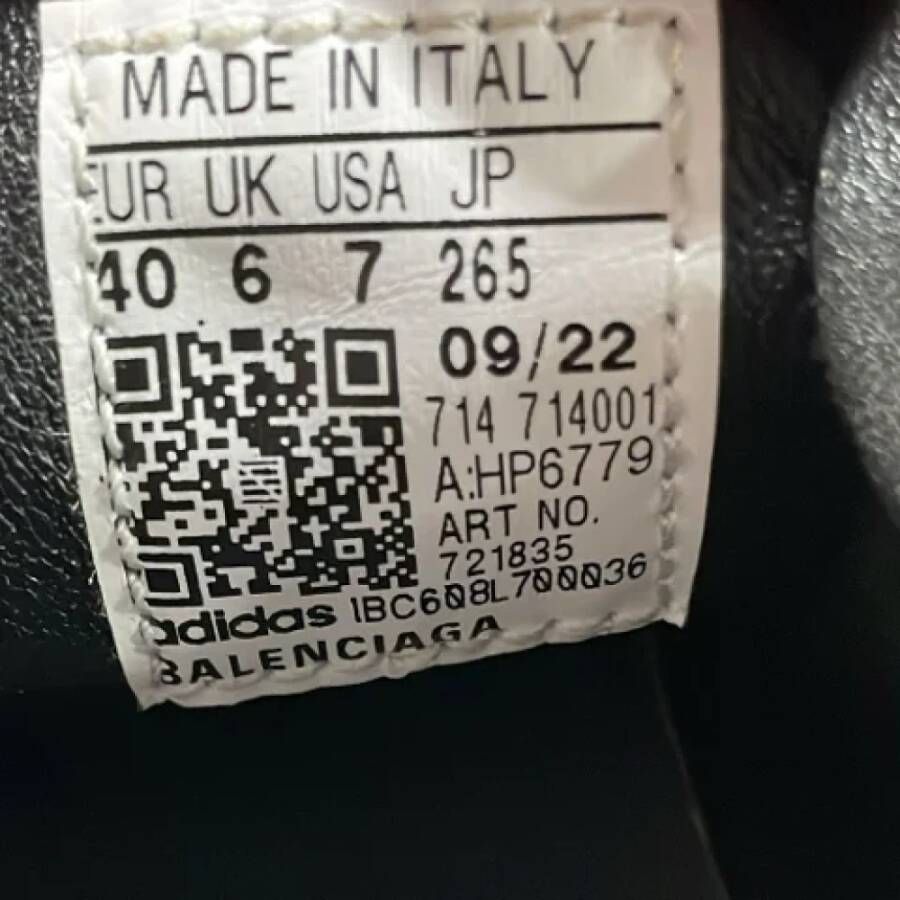 MADE IN ITALY
EUR UK USA JP
40 6 7 265
09/22
714 714001
A:HP6779
ART NO.
721835
adidas 1BC608L700036
BALENCIAGA